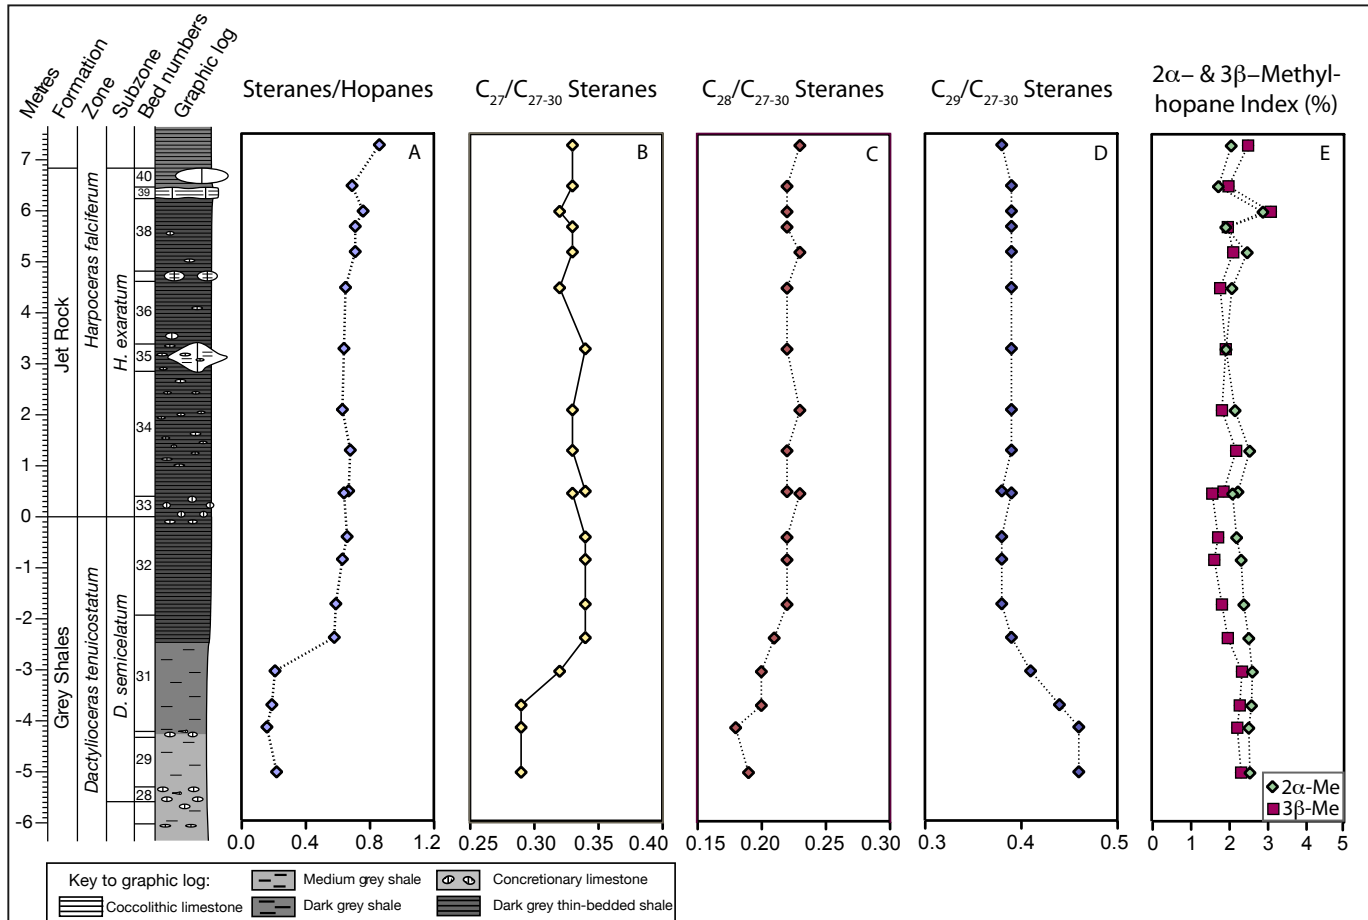 Metres
Formation
Zone
Subzone
Bed numbers
Graphic log
Steranes/Hopanes
C27/C27-30 Steranes
C28/C27-30 Steranes
C29/C27-30 Steranes
2α– & 3β–Methyl-
hopane Index (%)
A
B
C
D
E
7
6
5
4
3
2
1
0
-1
-2
-3
-4
-5
-6
Jet Rock
Grey Shales
Harpoceras falciferum
Dactylioceras tenuicostatum
H. exaratum
D. semicelatum
40
39
38
36
35
34
33
32
31
29
28
2α-Me
3β-Me
0.0 0.4 0.8 1.2
0.25 0.30 0.35 0.40
0.15 0.20 0.25 0.30
0.3 0.4 0.5
0 1 2 3 4 5
Key to graphic log:
Coccolithic limestone
Medium grey shale
Dark grey shale
Concretionary limestone
Dark grey thin-bedded shale